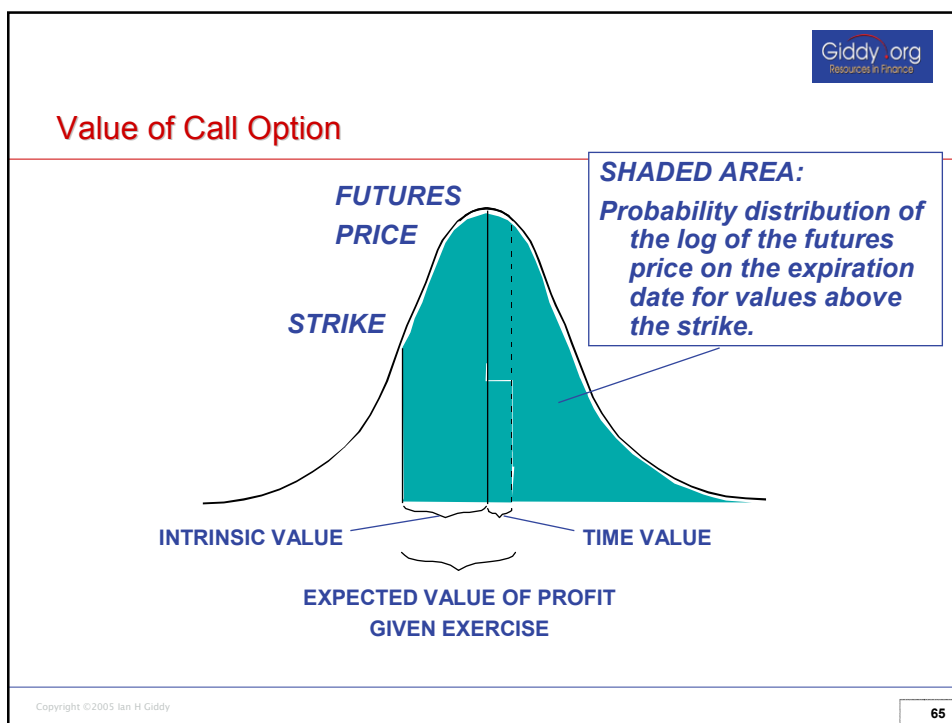 Giddy.org
Resources in Finance
Value of Call Option
FUTURES
PRICE
STRIKE
SHADED AREA:
Probability distribution of
the log of the futures
price on the expiration
date for values above
the strike.
INTRINSIC VALUE
TIME VALUE
EXPECTED VALUE OF PROFIT
GIVEN EXERCISE
Copyright ©2005 Ian H Giddy
65